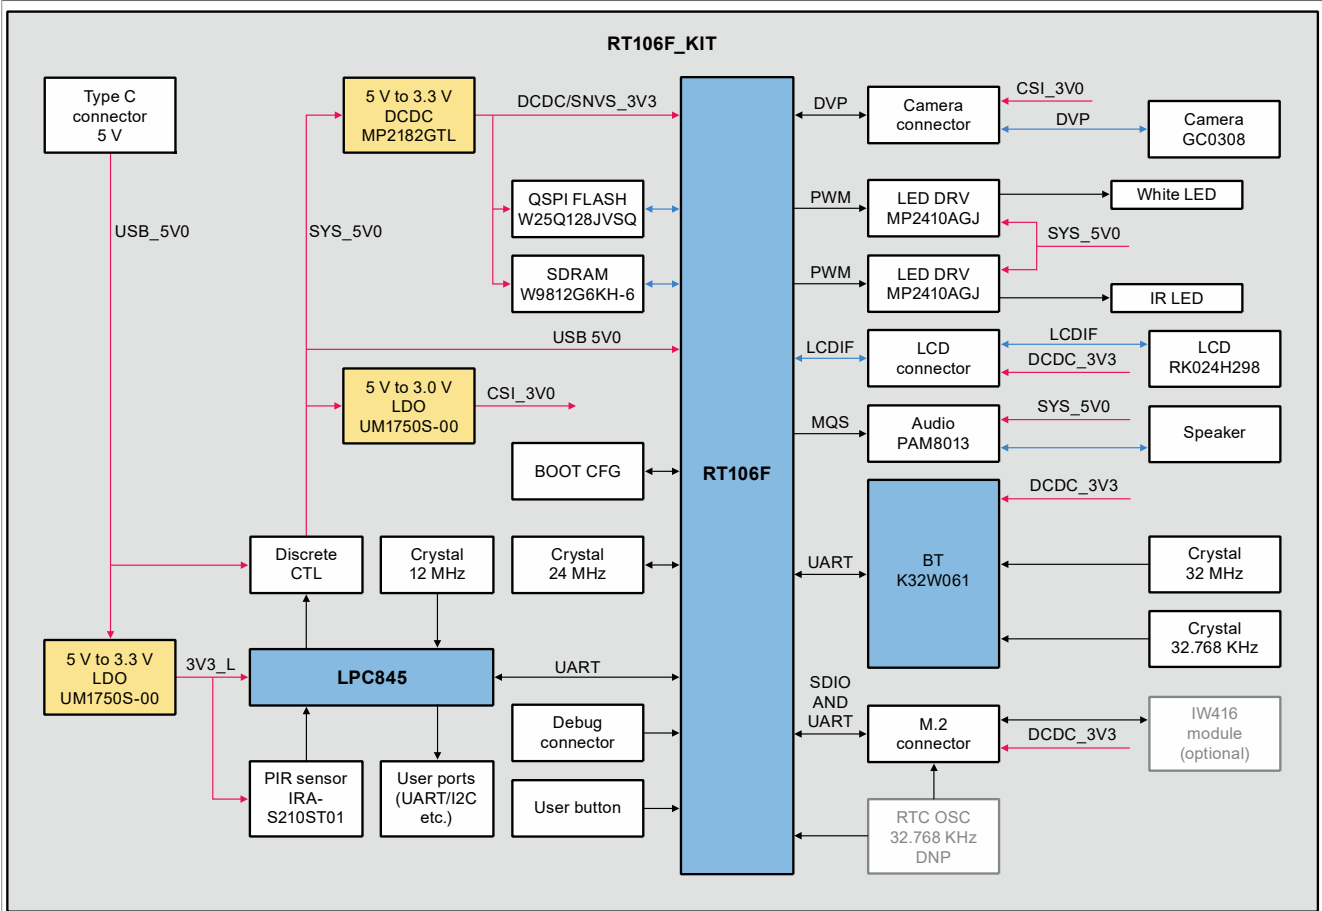 RT106F_KIT
Type C
connector
5 V
USB_5V0
5 V to 3.3 V
DCDC
MP2182GTL
DCDC/SNVS_3V3
SYS_5V0
QSPI FLASH
W25Q128JVSQ
SDRAM
W9812G6KH-6
USB 5V0
5 V to 3.0 V
LDO
UM1750S-00
CSI_3V0
BOOT CFG
Discrete
CTL
Crystal
12 MHz
Crystal
24 MHz
5 V to 3.3 V
LDO
UM1750S-00
3V3_L
LPC845
UART
Debug
connector
PIR sensor
IRA-
S210ST01
User ports
(UART/I2C
etc.)
User button
RT106F
DVP
Camera
connector
CSI_3V0
DVP
Camera
GC0308
PWM
LED DRV
MP2410AGJ
White LED
SYS_5V0
PWM
LED DRV
MP2410AGJ
IR LED
LCDIF
LCD
connector
LCDIF
DCDC_3V3
LCD
RK024H298
MQS
Audio
PAM8013
SYS_5V0
Speaker
DCDC_3V3
UART
BT
K32W061
Crystal
32 MHz
Crystal
32.768 KHz
SDIO
AND
UART
M.2
connector
DCDC_3V3
IW416
module
(optional)
RTC OSC
32.768 KHz
DNP